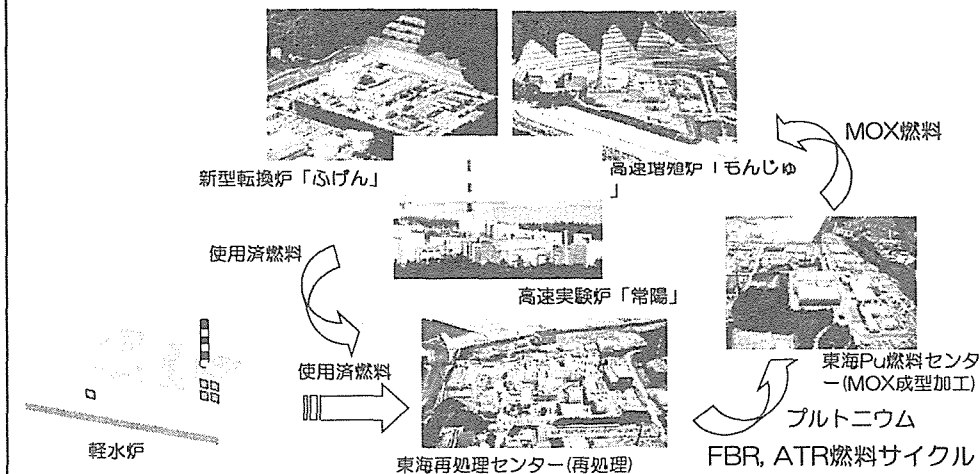 MOX燃料
新型転換炉「ふげん」
高速増殖炉「もんじゅ
」
使用済燃料
高速実験炉「常陽」
使用済燃料
東海Pu燃料センタ
ー(MOX成型加工)
プルトニウム
軽水炉
東海再処理センター(再処理)
FBR, ATR燃料サイクル